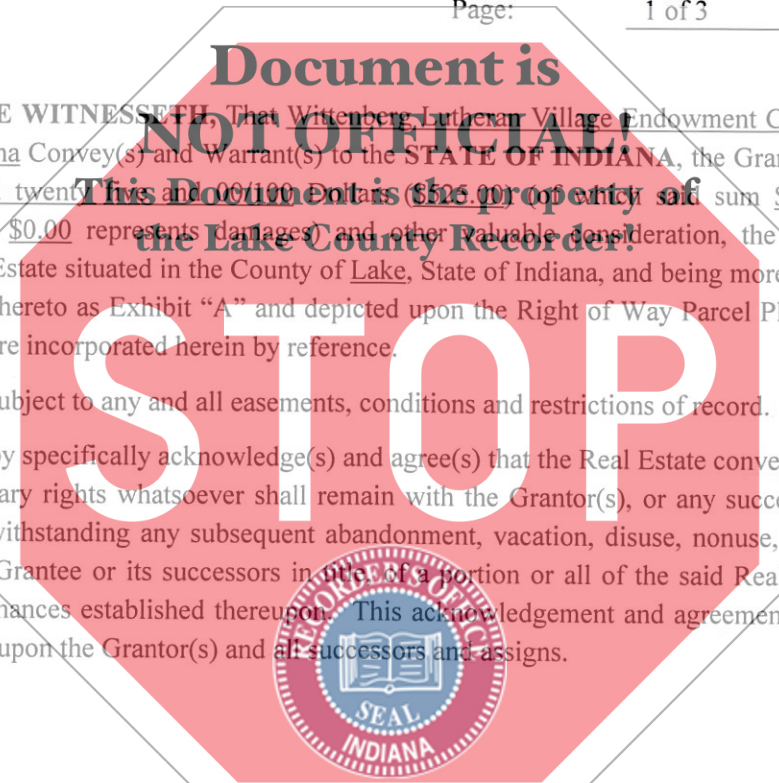 Page: 1 of 3
Document is
E WITNESSETH, That Wittenberg Lutheran Village Endowment C
NOT OFFICIAL!
na Convey(s) and Warrant(s) to the STATE OF INDIANA, the Gran
twenty five and 00/100 Dollars ($525.00) (of which said sum $
This Document is the property of
$0.00 represents damages) and other valuable consideration, the
the Lake County Recorder!
Estate situated in the County of Lake, State of Indiana, and being more
hereto as Exhibit “A” and depicted upon the Right of Way Parcel Pl
re incorporated herein by reference.
STOP
ubject to any and all easements, conditions and restrictions of record.
y specifically acknowledge(s) and agree(s) that the Real Estate conve
ary rights whatsoever shall remain with the Grantor(s), or any succ
withstanding any subsequent abandonment, vacation, disuse, nonuse,
Grantee or its successors in title, of a portion or all of the said Real
nances established thereupon. This acknowledgement and agreemen
upon the Grantor(s) and all successors and assigns.
RECORDER'S OFFICE
SEAL
INDIANA